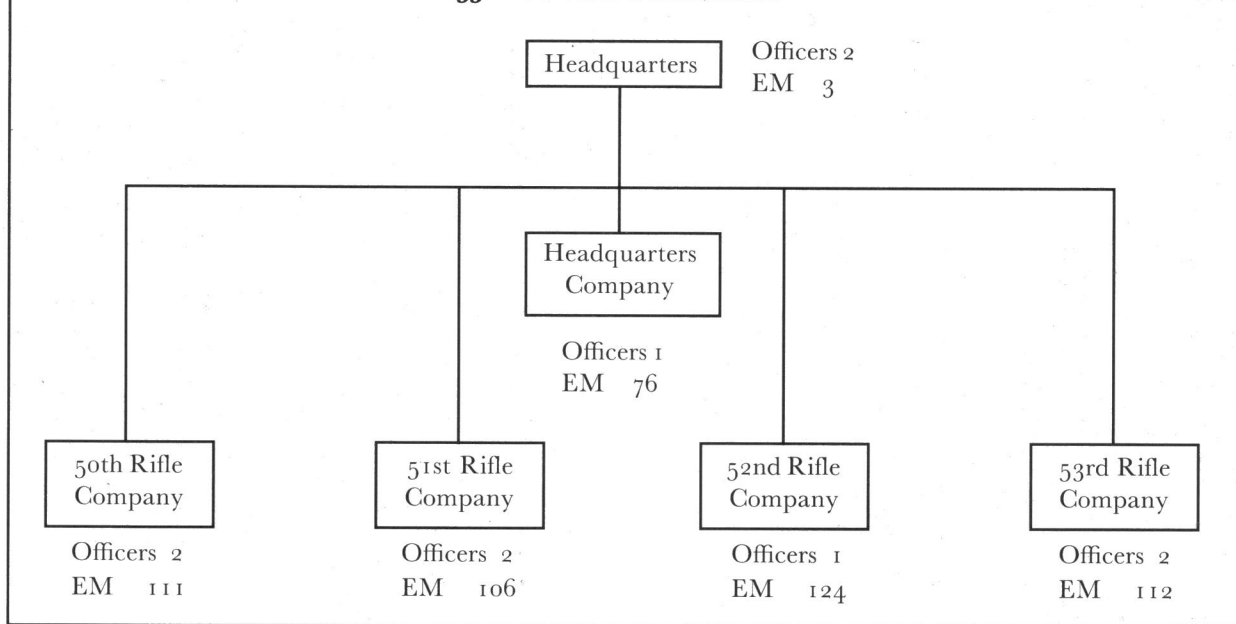 Headquarters
Officers 2
EM 3
Headquarters
Company
Officers 1
EM 76
50th Rifle
Company
Officers 2
EM 111
51st Rifle
Company
Officers 2
EM 106
52nd Rifle
Company
Officers 1
EM 124
53rd Rifle
Company
Officers 2
EM 112